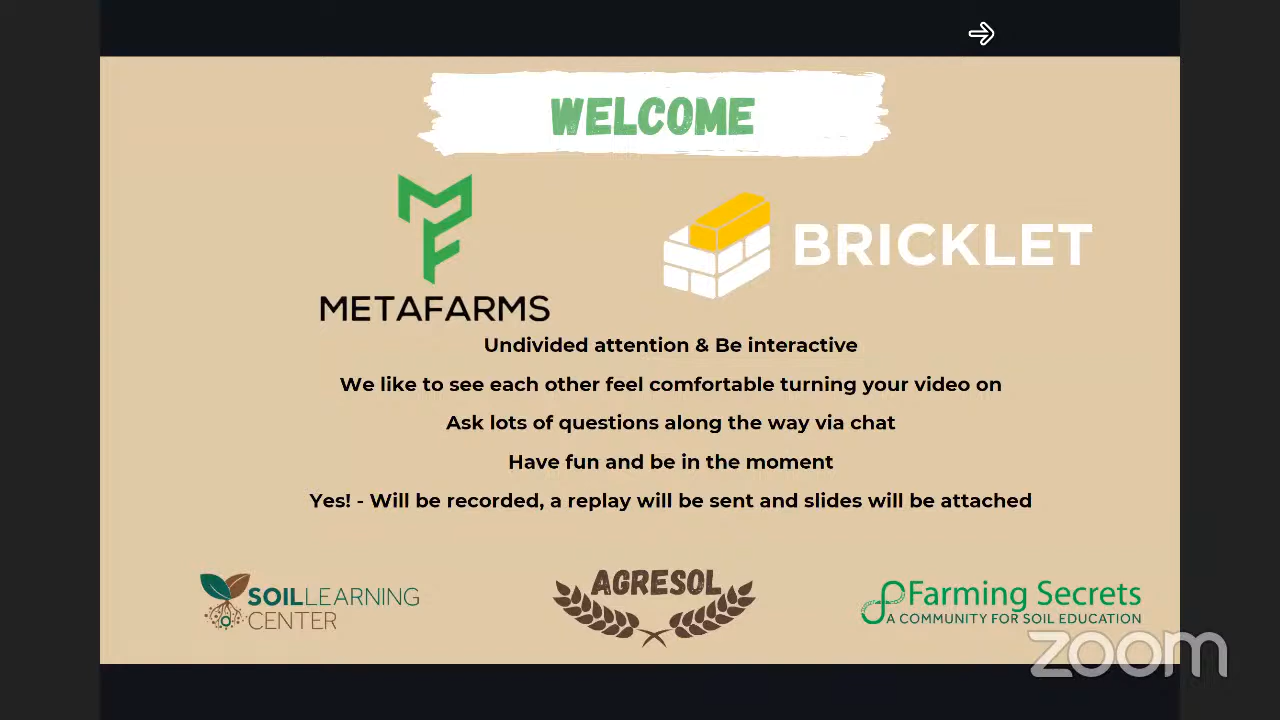 WELCOME
METAFARMS
BRICKLET
Undivided attention & Be interactive
We like to see each other feel comfortable turning your video on
Ask lots of questions along the way via chat
Have fun and be in the moment
Yes! - Will be recorded, a replay will be sent and slides will be attached
SOILLEARNING
CENTER
AGRESOL
Farming Secrets
A COMMUNITY FOR SOIL EDUCATION
zoom